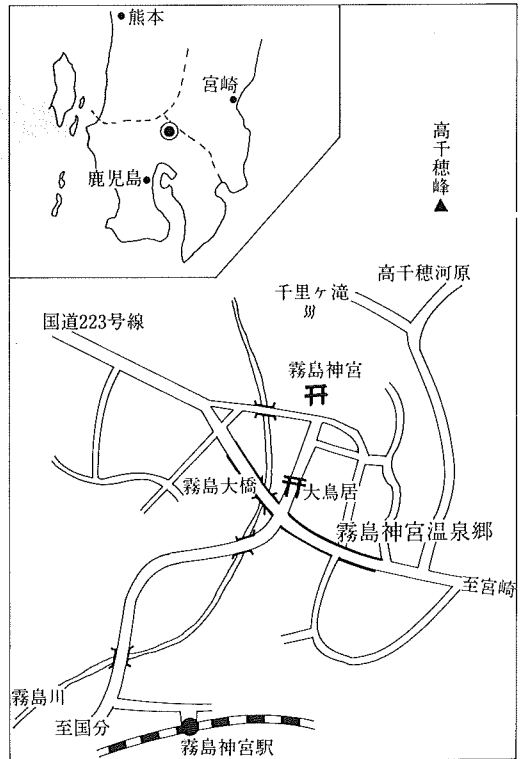 熊本
宮崎
鹿児島
高千穂峰
高千穂河原
千里ヶ滝
国道223号線
霧島神宮
霧島大橋
大鳥居
霧島神宮温泉郷
至宮崎
霧島川
至国分
霧島神宮駅